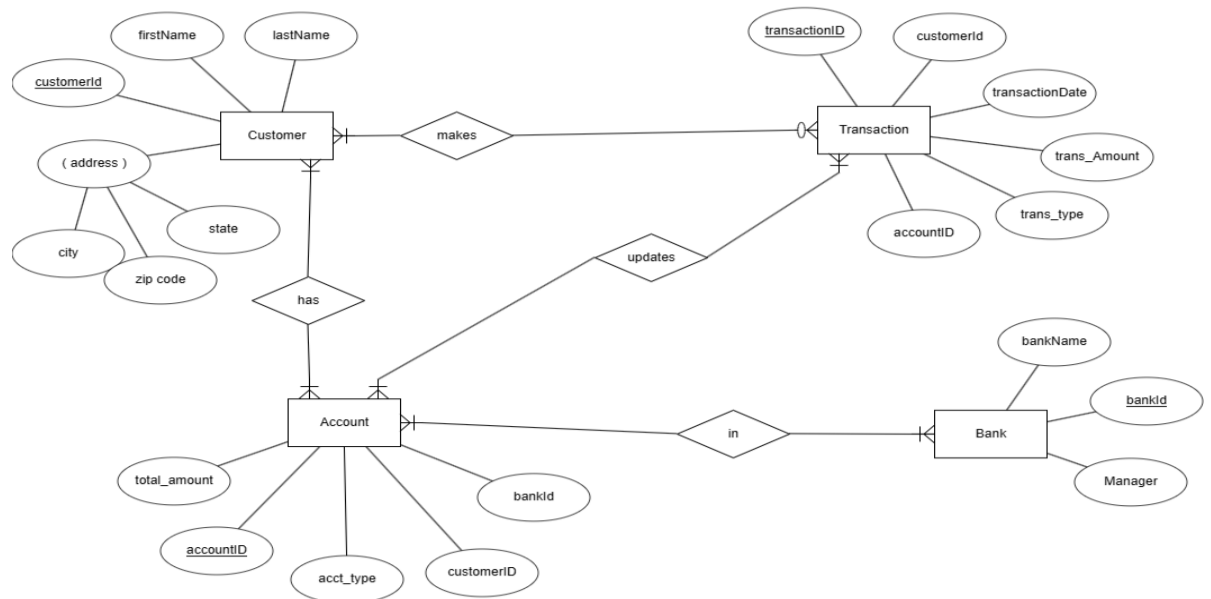 firstName
lastName
customerId
Customer
( address )
state
city
zip code
makes
transactionID
customerId
transactionDate
Transaction
trans_Amount
trans_type
accountID
updates
has
bankName
bankId
Bank
Manager
in
Account
total_amount
bankId
accountID
acct_type
customerID